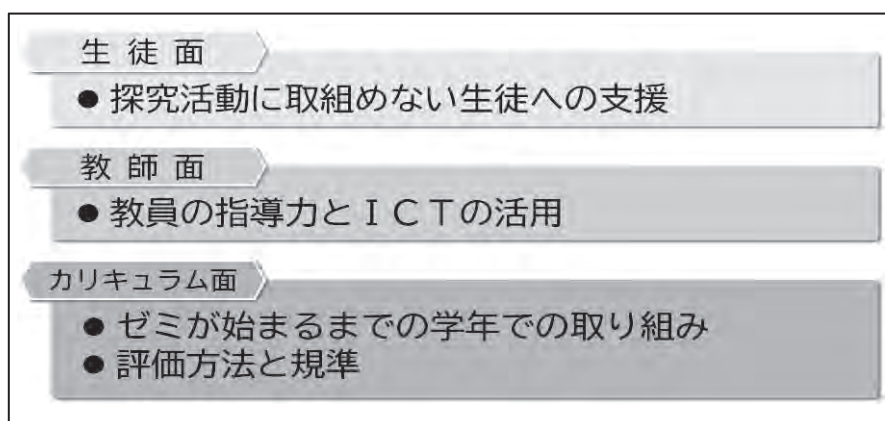 生徒面
● 探究活動に取組めない生徒への支援
教師面
● 教員の指導力とＩＣＴの活用
カリキュラム面
● ゼミが始まるまでの学年での取り組み
● 評価方法と規準